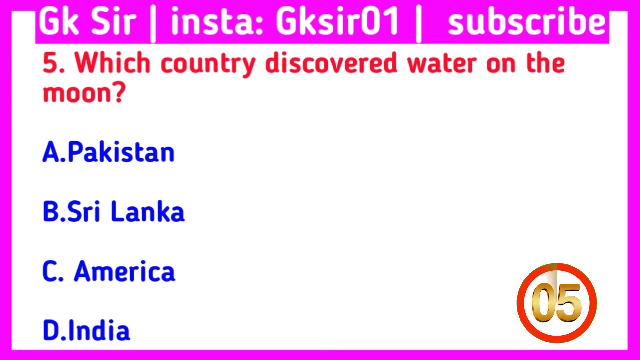 Gk Sir | insta: Gksir01 | subscribe
5. Which country discovered water on the
moon?
A.Pakistan
B.Sri Lanka
C. America
D.India
05